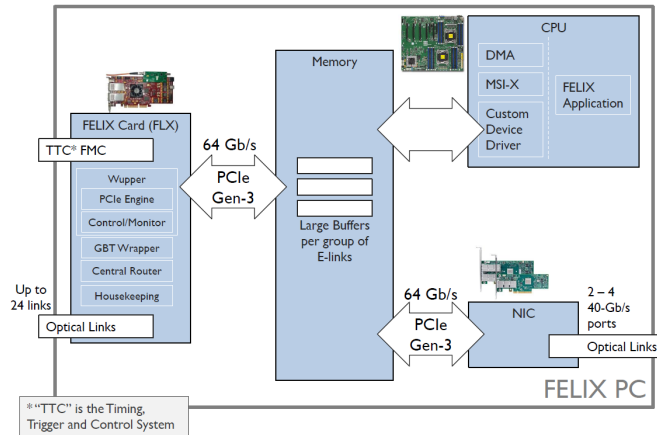 CPU
DMA
MSI-X
Custom
Device
Driver
FELIX
Application
Memory
Large Buffers
per group of
E-links
FELIX Card (FLX)
TTC* FMC
Wupper
PCIe Engine
Control/Monitor
GBT Wrapper
Central Router
Housekeeping
Up to
24 links
Optical Links
64 Gb/s
PCIe
Gen-3
64 Gb/s
PCIe
Gen-3
NIC
2 – 4
40-Gb/s
ports
Optical Links
FELIX PC
* “TTC” is the Timing,
Trigger and Control System